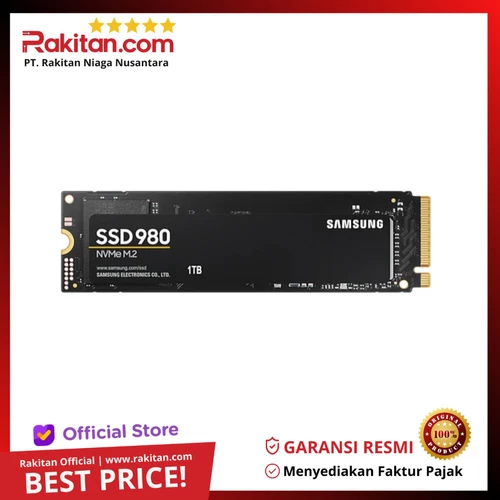 Rakitan.com
PT. Rakitan Niaga Nusantara
SAMSUNG
SSD 980
NVMe M.2
www.samsung.com/ssd
SAMSUNG ELECTRONICS CO., LTD.
1TB
Official Store
Rakitan Official | www.rakitan.com
BEST PRICE!
GARANSI RESMI
Menyediakan Faktur Pajak
ORIGINAL
100%
PRODUCT